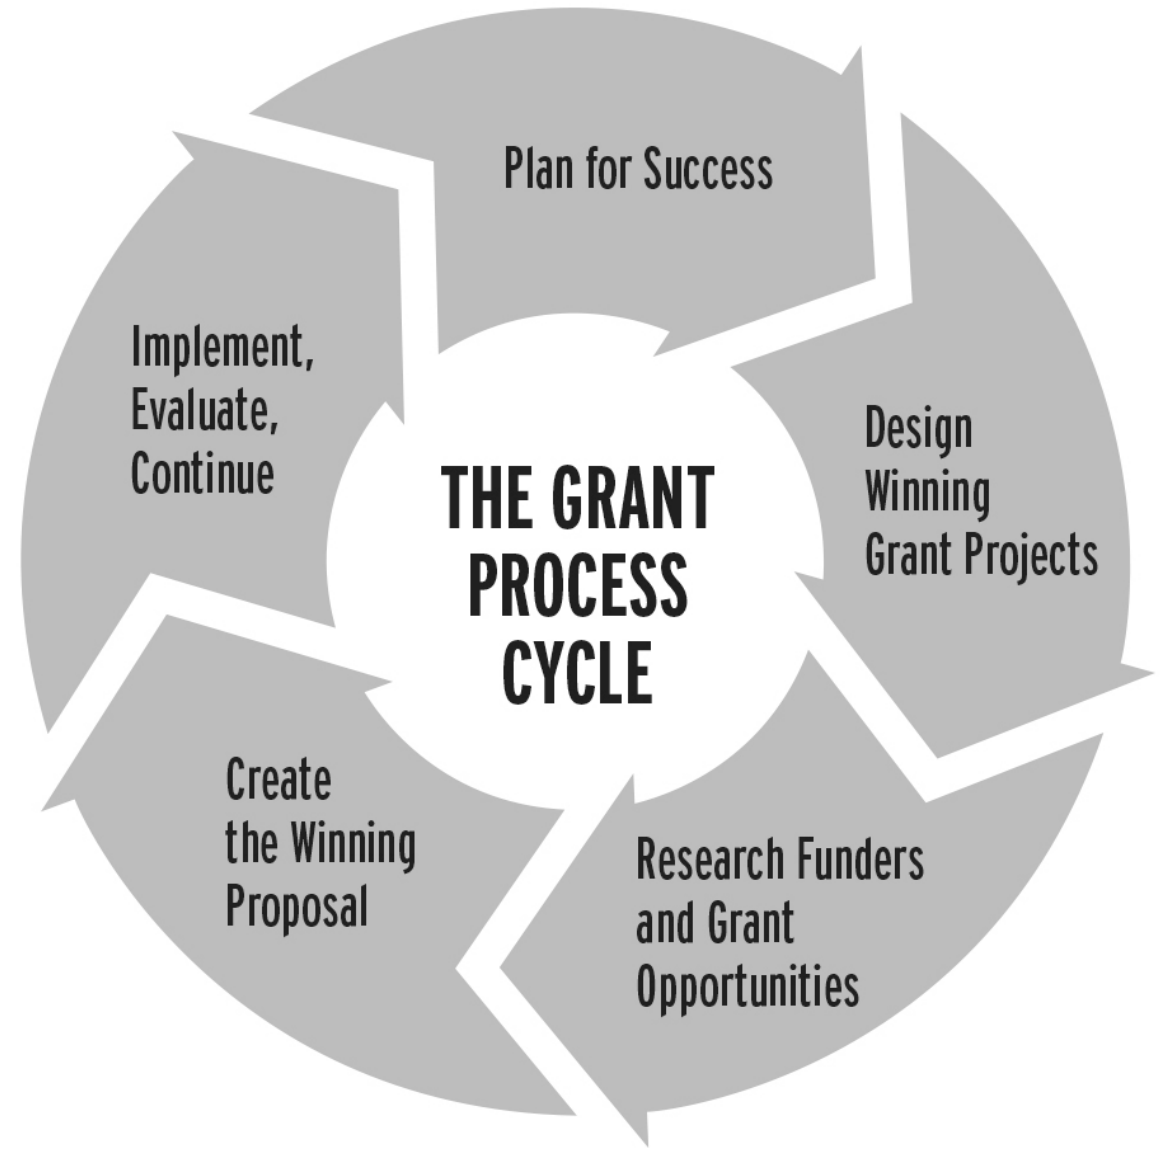 Plan for Success
Design
Winning
Grant Projects
Research Funders
and Grant
Opportunities
Create
the Winning
Proposal
Implement,
Evaluate,
Continue
THE GRANT
PROCESS
CYCLE